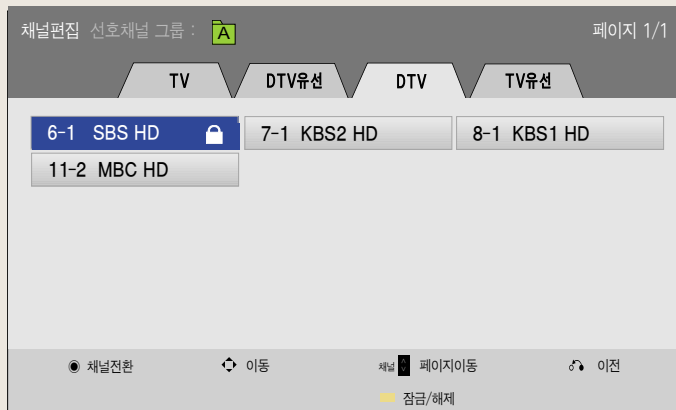 채널편집 선호채널 그룹 : A 페이지 1/1
TV DTV유선 DTV TV유선
6-1 SBS HD 7-1 KBS2 HD 8-1 KBS1 HD
11-2 MBC HD
채널전환 이동 채널 페이지이동 이전
잠금/해제